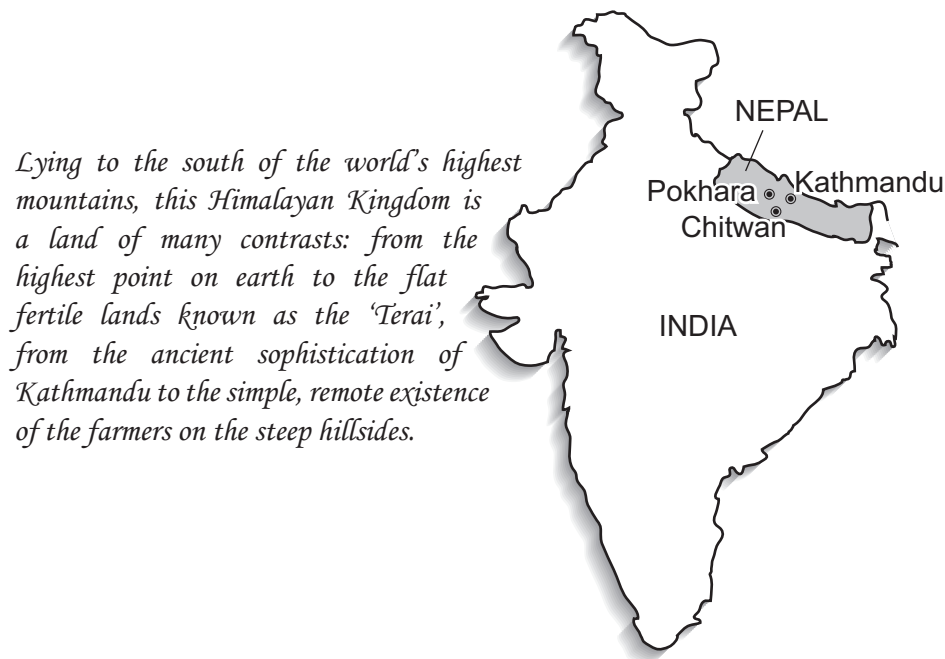 Lying to the south of the world's highest
mountains, this Himalayan Kingdom is
a land of many contrasts: from the
highest point on earth to the flat
fertile lands known as the ‘Terai’,
from the ancient sophistication of
Kathmandu to the simple, remote existence
of the farmers on the steep hillsides.
NEPAL
Pokhara
Kathmandu
Chitwan
INDIA